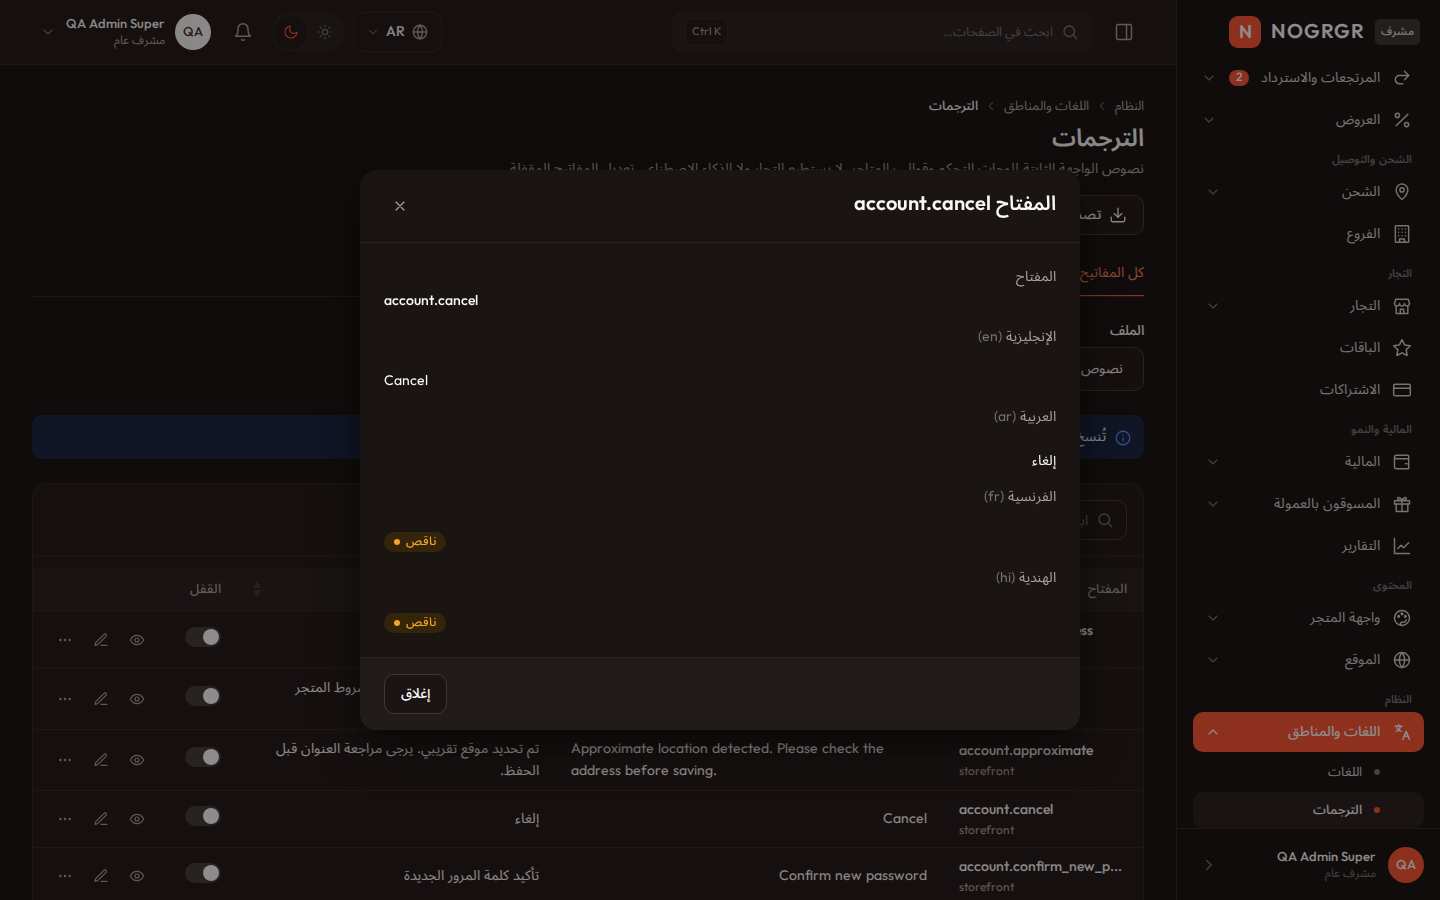 مشرف
NOGRGR
N
المرتجعات والاسترداد
2
العروض
الشحن والتوصيل
الشحن
الفروع
التجار
التجار
الباقات
الاشتراكات
المالية والنمو
المالية
المسوقون بالعمولة
التقارير
المحتوى
واجهة المتجر
الموقع
النظام
اللغات والمناطق
اللغات
الترجمات
QA
QA Admin Super
مشرف عام
ابحث في الصفحات...
Ctrl K
AR
QA
QA Admin Super
مشرف عام
النظام
اللغات والمناطق
الترجمات
الترجمات
كل المفاتيح
الملف
نصوص
المفتاح account.cancel
المفتاح
account.cancel
الإنجليزية (en)
Cancel
العربية (ar)
إلغاء
الفرنسية (fr)
ناقص
الهندية (hi)
ناقص
إغلاق
المفتاح
القفل
account.approximate
storefront
Approximate location detected. Please check the
address before saving.
تم تحديد موقع تقريبي. يرجى مراجعة العنوان قبل
الحفظ.
account.cancel
storefront
Cancel
إلغاء
account.confirm_new_p...
storefront
Confirm new password
تأكيد كلمة المرور الجديدة